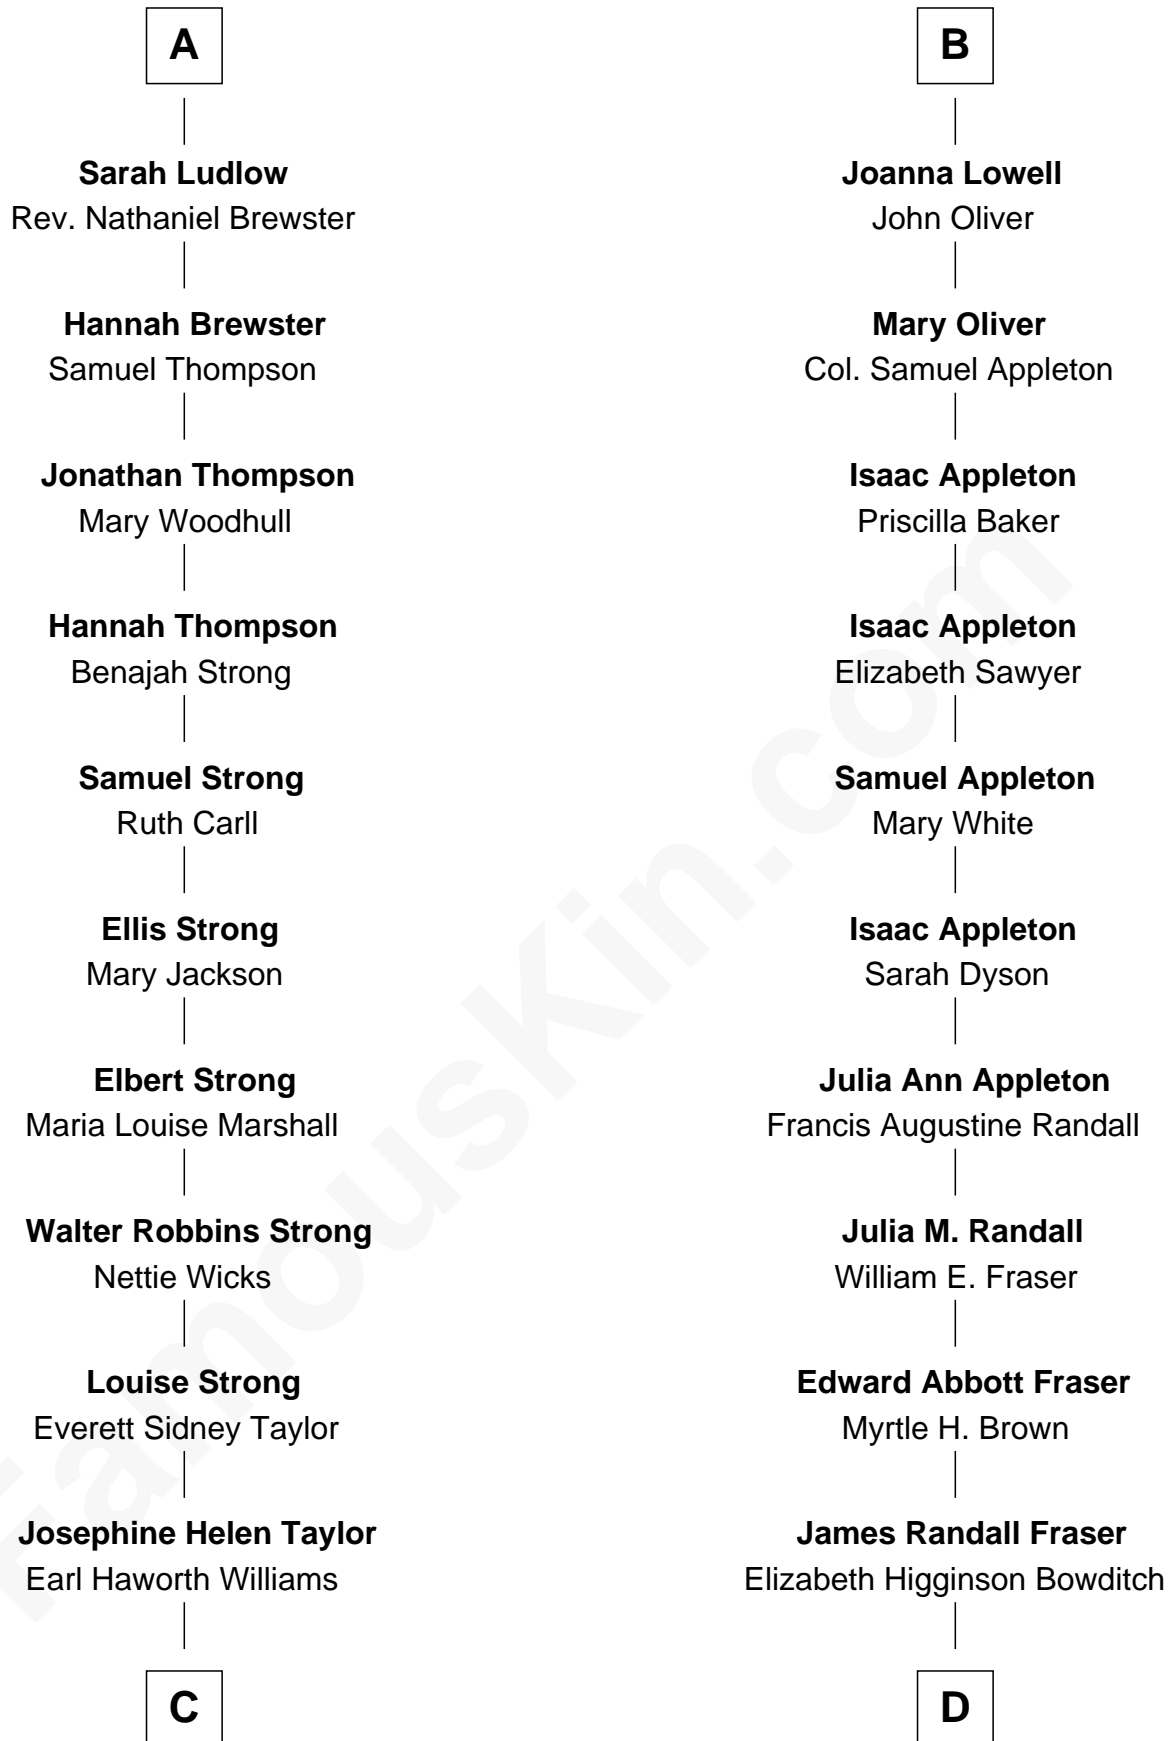 A
Sarah Ludlow
Rev. Nathaniel Brewster
Hannah Brewster
Samuel Thompson
Jonathan Thompson
Mary Woodhull
Hannah Thompson
Benajah Strong
Samuel Strong
Ruth Carll
Ellis Strong
Mary Jackson
Elbert Strong
Maria Louise Marshall
Walter Robbins Strong
Nettie Wicks
Louise Strong
Everett Sidney Taylor
Josephine Helen Taylor
Earl Haworth Williams
C
B
Joanna Lowell
John Oliver
Mary Oliver
Col. Samuel Appleton
Isaac Appleton
Priscilla Baker
Isaac Appleton
Elizabeth Sawyer
Samuel Appleton
Mary White
Isaac Appleton
Sarah Dyson
Julia Ann Appleton
Francis Augustine Randall
Julia M. Randall
William E. Fraser
Edward Abbott Fraser
Myrtle H. Brown
James Randall Fraser
Elizabeth Higginson Bowditch
D
FamousKin.com